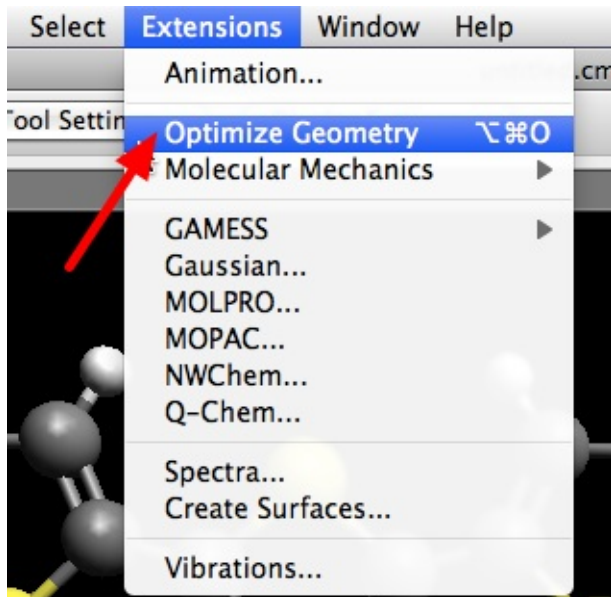 Select Extensions Window Help
Animation...
.cm
Tool Settin
Optimize Geometry ⌥⌘O
Molecular Mechanics ▶
GAMESS ▶
Gaussian...
MOLPRO...
MOPAC...
NWChem...
Q-Chem...
Spectra...
Create Surfaces...
Vibrations...